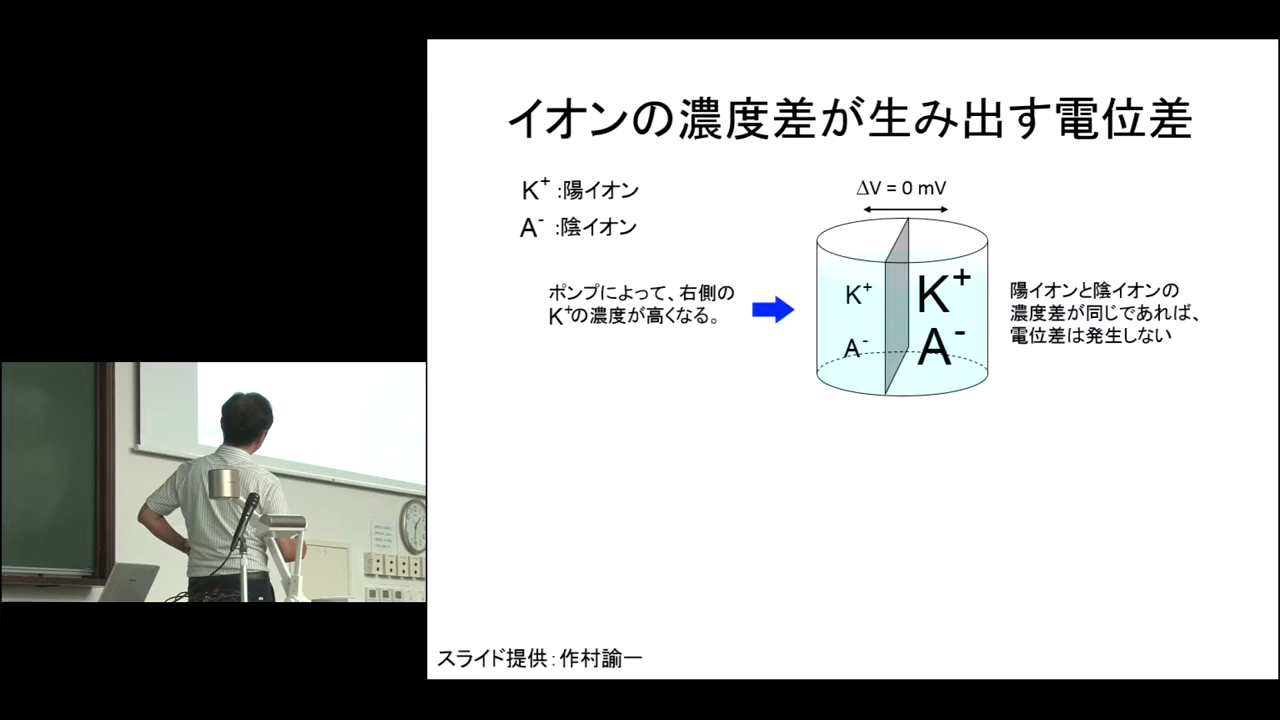 イオンの濃度差が生み出す電位差
K⁺ :陽イオン
A⁻ :陰イオン
ΔV = 0 mV
ポンプによって、右側の
K⁺の濃度が高くなる。
K⁺
A⁻
K⁺
A⁻
陽イオンと陰イオンの
濃度差が同じであれば、
電位差は発生しない
スライド提供：作村諭一